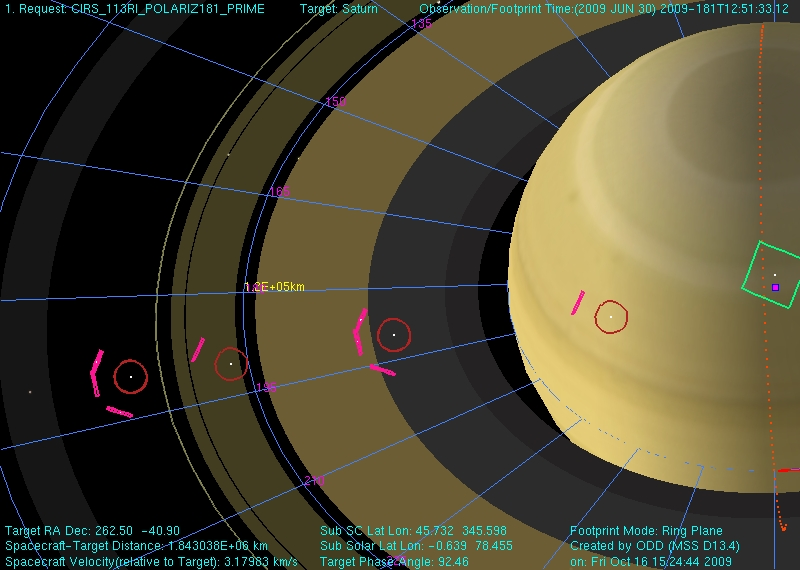 1. Request: CIRS_113RI_POLARIZ181_PRIME Target: Saturn Observation/Footprint Time:(2009 JUN 30) 2009-181T12:51:33.12
135
150
165
1.2E+05km
195
210
Target RA Dec: 262.50 -40.90 Sub SC Lat Lon: 45.732 345.598 Footprint Mode: Ring Plane
Spacecraft-Target Distance: 1.843038E+06 km Sub Solar Lat Lon: -0.639 78.455 Created by ODD (MSS D13.4)
Spacecraft Velocity(relative to Target): 3.17983 km/s Target Phase Angle: 92.46 on: Fri Oct 16 15:24:44 2009